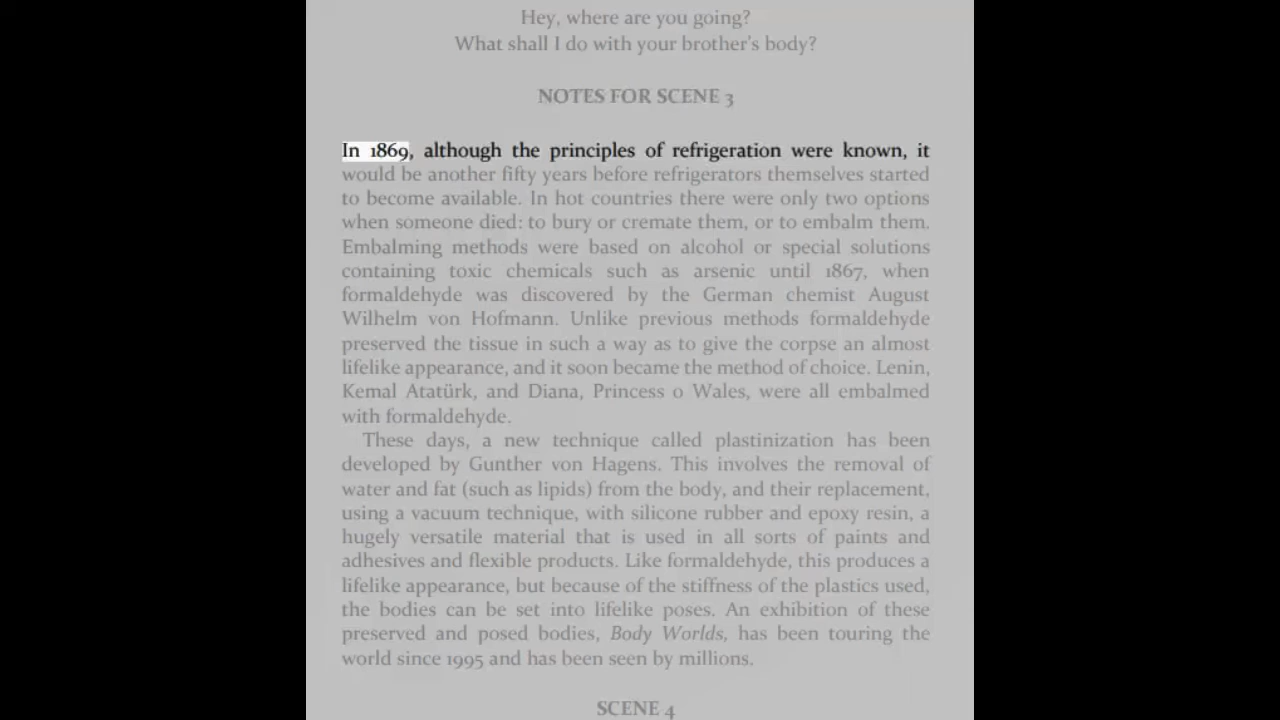 Hey, where are you going?
What shall I do with your brother's body?
NOTES FOR SCENE 3
In 1869, although the principles of refrigeration were known, it
would be another fifty years before refrigerators themselves started
to become available. In hot countries there were only two options
when someone died: to bury or cremate them, or to embalm them.
Embalming methods were based on alcohol or special solutions
containing toxic chemicals such as arsenic until 1867, when
formaldehyde was discovered by the German chemist August
Wilhelm von Hofmann. Unlike previous methods formaldehyde
preserved the tissue in such a way as to give the corpse an almost
lifelike appearance, and it soon became the method of choice. Lenin,
Kemal Atatürk, and Diana, Princess o Wales, were all embalmed
with formaldehyde.
These days, a new technique called plastinization has been
developed by Gunther von Hagens. This involves the removal of
water and fat (such as lipids) from the body, and their replacement,
using a vacuum technique, with silicone rubber and epoxy resin, a
hugely versatile material that is used in all sorts of paints and
adhesives and flexible products. Like formaldehyde, this produces a
lifelike appearance, but because of the stiffness of the plastics used,
the bodies can be set into lifelike poses. An exhibition of these
preserved and posed bodies, Body Worlds, has been touring the
world since 1995 and has been seen by millions.
SCENE 4